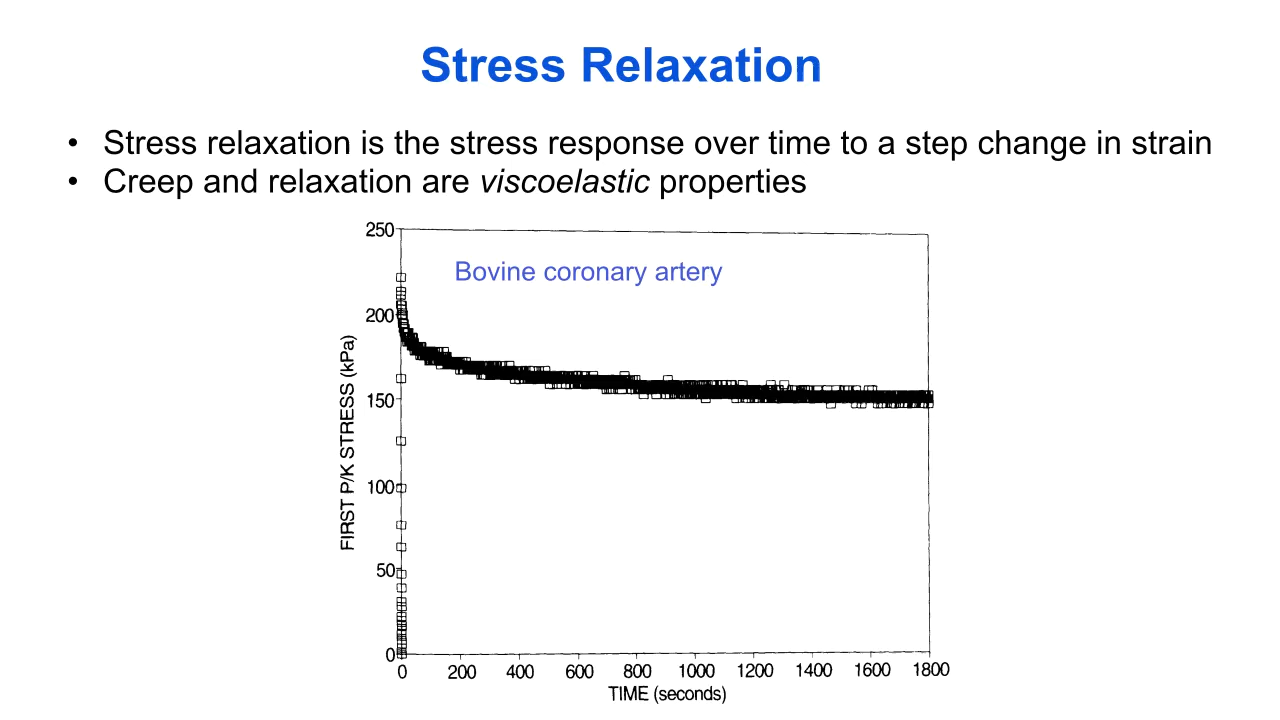 Stress Relaxation
• Stress relaxation is the stress response over time to a step change in strain
• Creep and relaxation are viscoelastic properties
Bovine coronary artery
FIRST P/K STRESS (kPa)
250
200
150
100
50
0
0 200 400 600 800 1000 1200 1400 1600 1800
TIME (seconds)